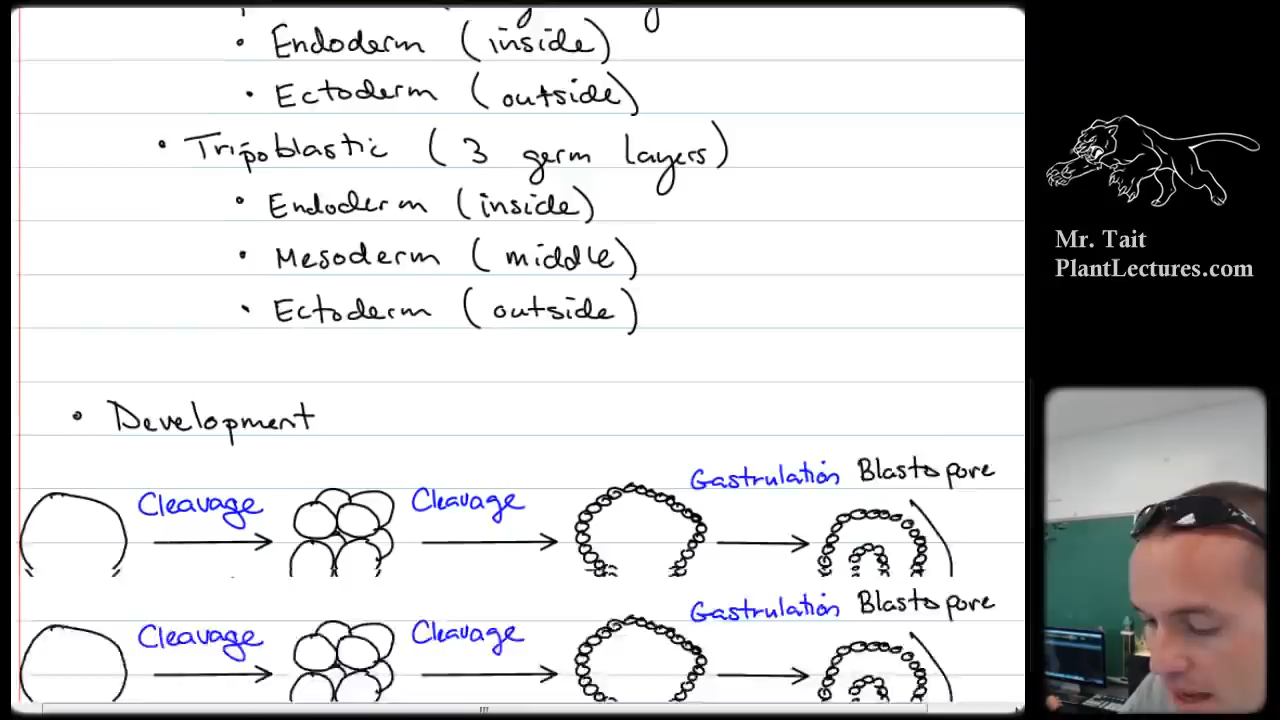 • Endoderm (inside)
• Ectoderm (outside)
• Tripoblastic (3 germ layers)
• Endoderm (inside)
• Mesoderm (middle)
• Ectoderm (outside)
Mr. Tait
PlantLectures.com
• Development
Cleavage Cleavage Gastrulation Blastopore
Cleavage Cleavage Gastrulation Blastopore